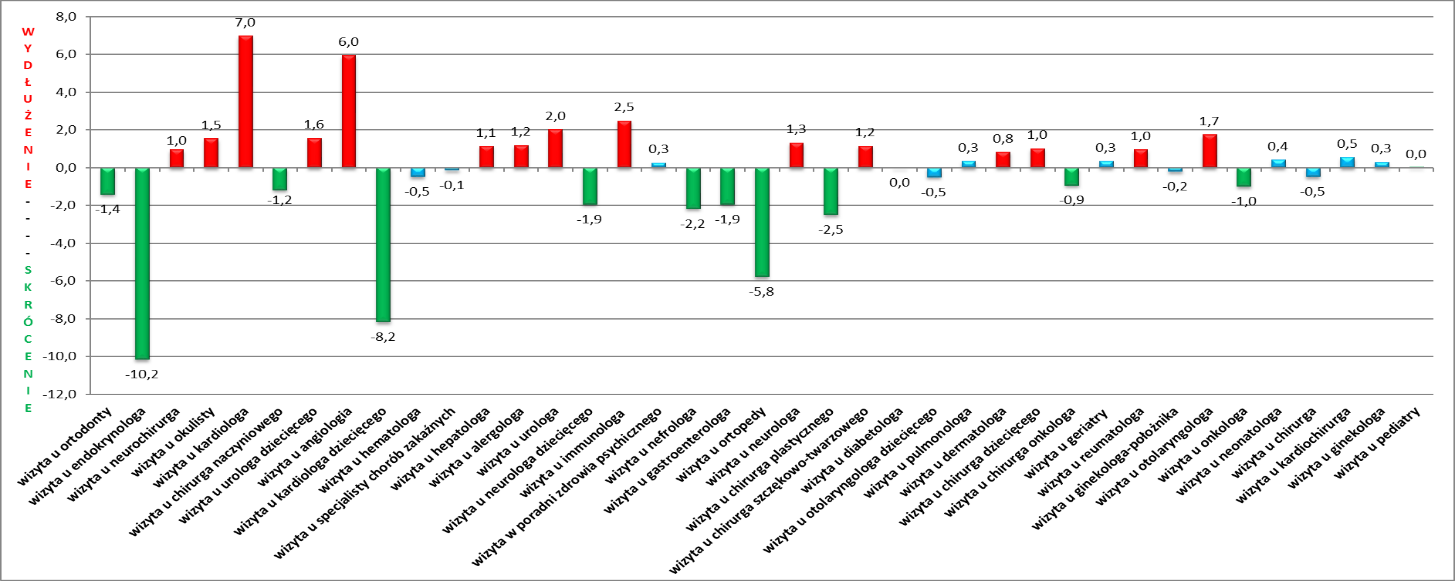 WYDŁUŻENIE - - - - SKRÓCENIE
8,0
6,0
4,0
2,0
0,0
-2,0
-4,0
-6,0
-8,0
-10,0
-12,0
-1,4
-10,2
1,0
1,5
7,0
-1,2
1,6
6,0
-8,2
-0,5
-0,1
1,1
1,2
2,0
-1,9
2,5
0,3
-2,2
-1,9
-5,8
1,3
-2,5
1,2
0,0
-0,5
0,3
0,8
1,0
-0,9
0,3
1,0
-0,2
1,7
-1,0
0,4
-0,5
0,5
0,3
0,0
wizyta u ortodonty
wizyta u endokrynologa
wizyta u neurochirurga
wizyta u okulisty
wizyta u kardiologa
wizyta u chirurga naczyniowego
wizyta u urologa dziecięcego
wizyta u angiologia
wizyta u kardiologa dziecięcego
wizyta u hematologa
wizyta u specjalisty chorób zakaźnych
wizyta u hepatologa
wizyta u alergologa
wizyta u urologa
wizyta u neurologa dziecięcego
wizyta u immunologa
wizyta w poradni zdrowia psychicznego
wizyta u nefrologa
wizyta u gastroenterologa
wizyta u ortopedy
wizyta u neurologa
wizyta u chirurga plastycznego
wizyta u chirurga szczękowo-twarzowego
wizyta u diabetologa
wizyta u otolaryngologa dziecięcego
wizyta u pulmonologa
wizyta u dermatologa
wizyta u chirurga dziecięcego
wizyta u chirurga onkologa
wizyta u geriatry
wizyta u reumatologa
wizyta u ginekologa-położnika
wizyta u otolaryngologa
wizyta u onkologa
wizyta u neonatologa
wizyta u chirurga
wizyta u kardiochirurga
wizyta u ginekologa
wizyta u pediatry